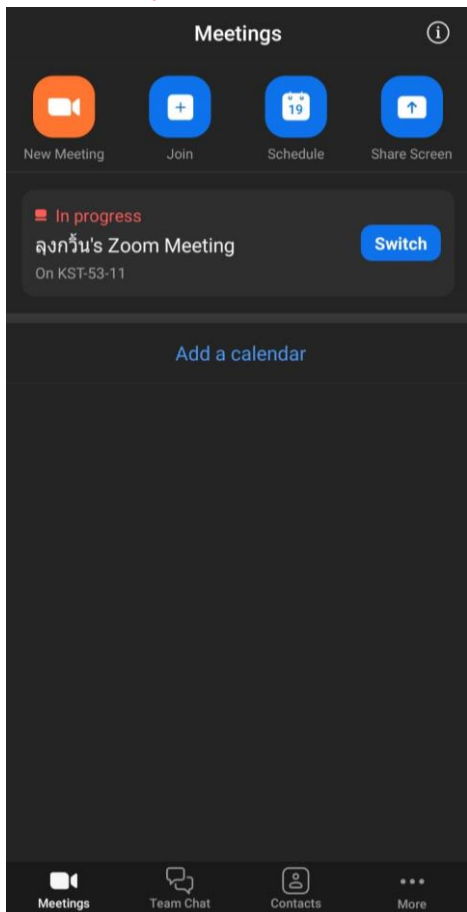 Meetings
New Meeting
Join
19
Schedule
Share Screen
In progress
ลุงกวิ้น's Zoom Meeting
On KST-53-11
Switch
Add a calendar
Meetings
Team Chat
Contacts
More